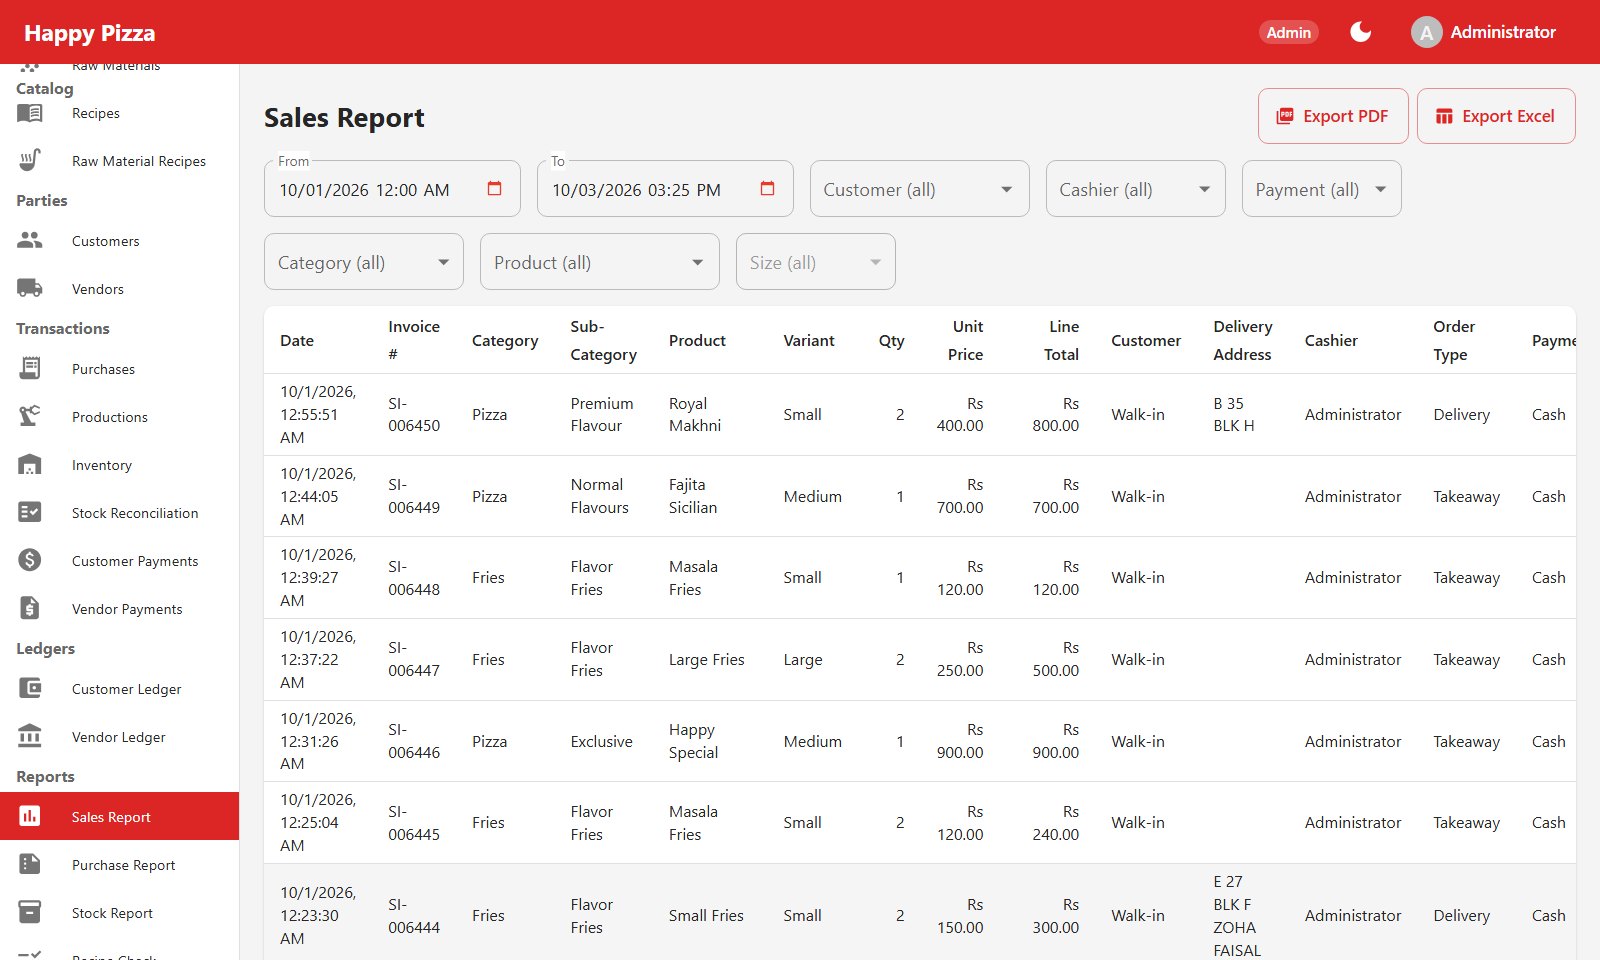 Happy Pizza
Admin
A
Administrator
Raw Materials
Catalog
Recipes
Raw Material Recipes
Parties
Customers
Vendors
Transactions
Purchases
Productions
Inventory
Stock Reconciliation
Customer Payments
Vendor Payments
Ledgers
Customer Ledger
Vendor Ledger
Reports
Sales Report
Purchase Report
Stock Report
Recipe Check
Sales Report
PDF
Export PDF
Export Excel
From
10/01/2026 12:00 AM
To
10/03/2026 03:25 PM
Customer (all)
Cashier (all)
Payment (all)
Category (all)
Product (all)
Size (all)
Date
Invoice
#
Category
Sub-
Category
Product
Variant
Qty
Unit
Price
Line
Total
Customer
Delivery
Address
Cashier
Order
Type
Payme
10/1/2026,
12:55:51
AM
SI-
006450
Pizza
Premium
Flavour
Royal
Makhni
Small
2
Rs
400.00
Rs
800.00
Walk-in
B 35
BLK H
Administrator
Delivery
Cash
10/1/2026,
12:44:05
AM
SI-
006449
Pizza
Normal
Flavours
Fajita
Sicilian
Medium
1
Rs
700.00
Rs
700.00
Walk-in
Administrator
Takeaway
Cash
10/1/2026,
12:39:27
AM
SI-
006448
Fries
Flavor
Fries
Masala
Fries
Small
1
Rs
120.00
Rs
120.00
Walk-in
Administrator
Takeaway
Cash
10/1/2026,
12:37:22
AM
SI-
006447
Fries
Flavor
Fries
Large Fries
Large
2
Rs
250.00
Rs
500.00
Walk-in
Administrator
Takeaway
Cash
10/1/2026,
12:31:26
AM
SI-
006446
Pizza
Exclusive
Happy
Special
Medium
1
Rs
900.00
Rs
900.00
Walk-in
Administrator
Takeaway
Cash
10/1/2026,
12:25:04
AM
SI-
006445
Fries
Flavor
Fries
Masala
Fries
Small
2
Rs
120.00
Rs
240.00
Walk-in
Administrator
Takeaway
Cash
10/1/2026,
12:23:30
AM
SI-
006444
Fries
Flavor
Fries
Small Fries
Small
2
Rs
150.00
Rs
300.00
Walk-in
E 27
BLK F
ZOHA
FAISAL
Administrator
Delivery
Cash